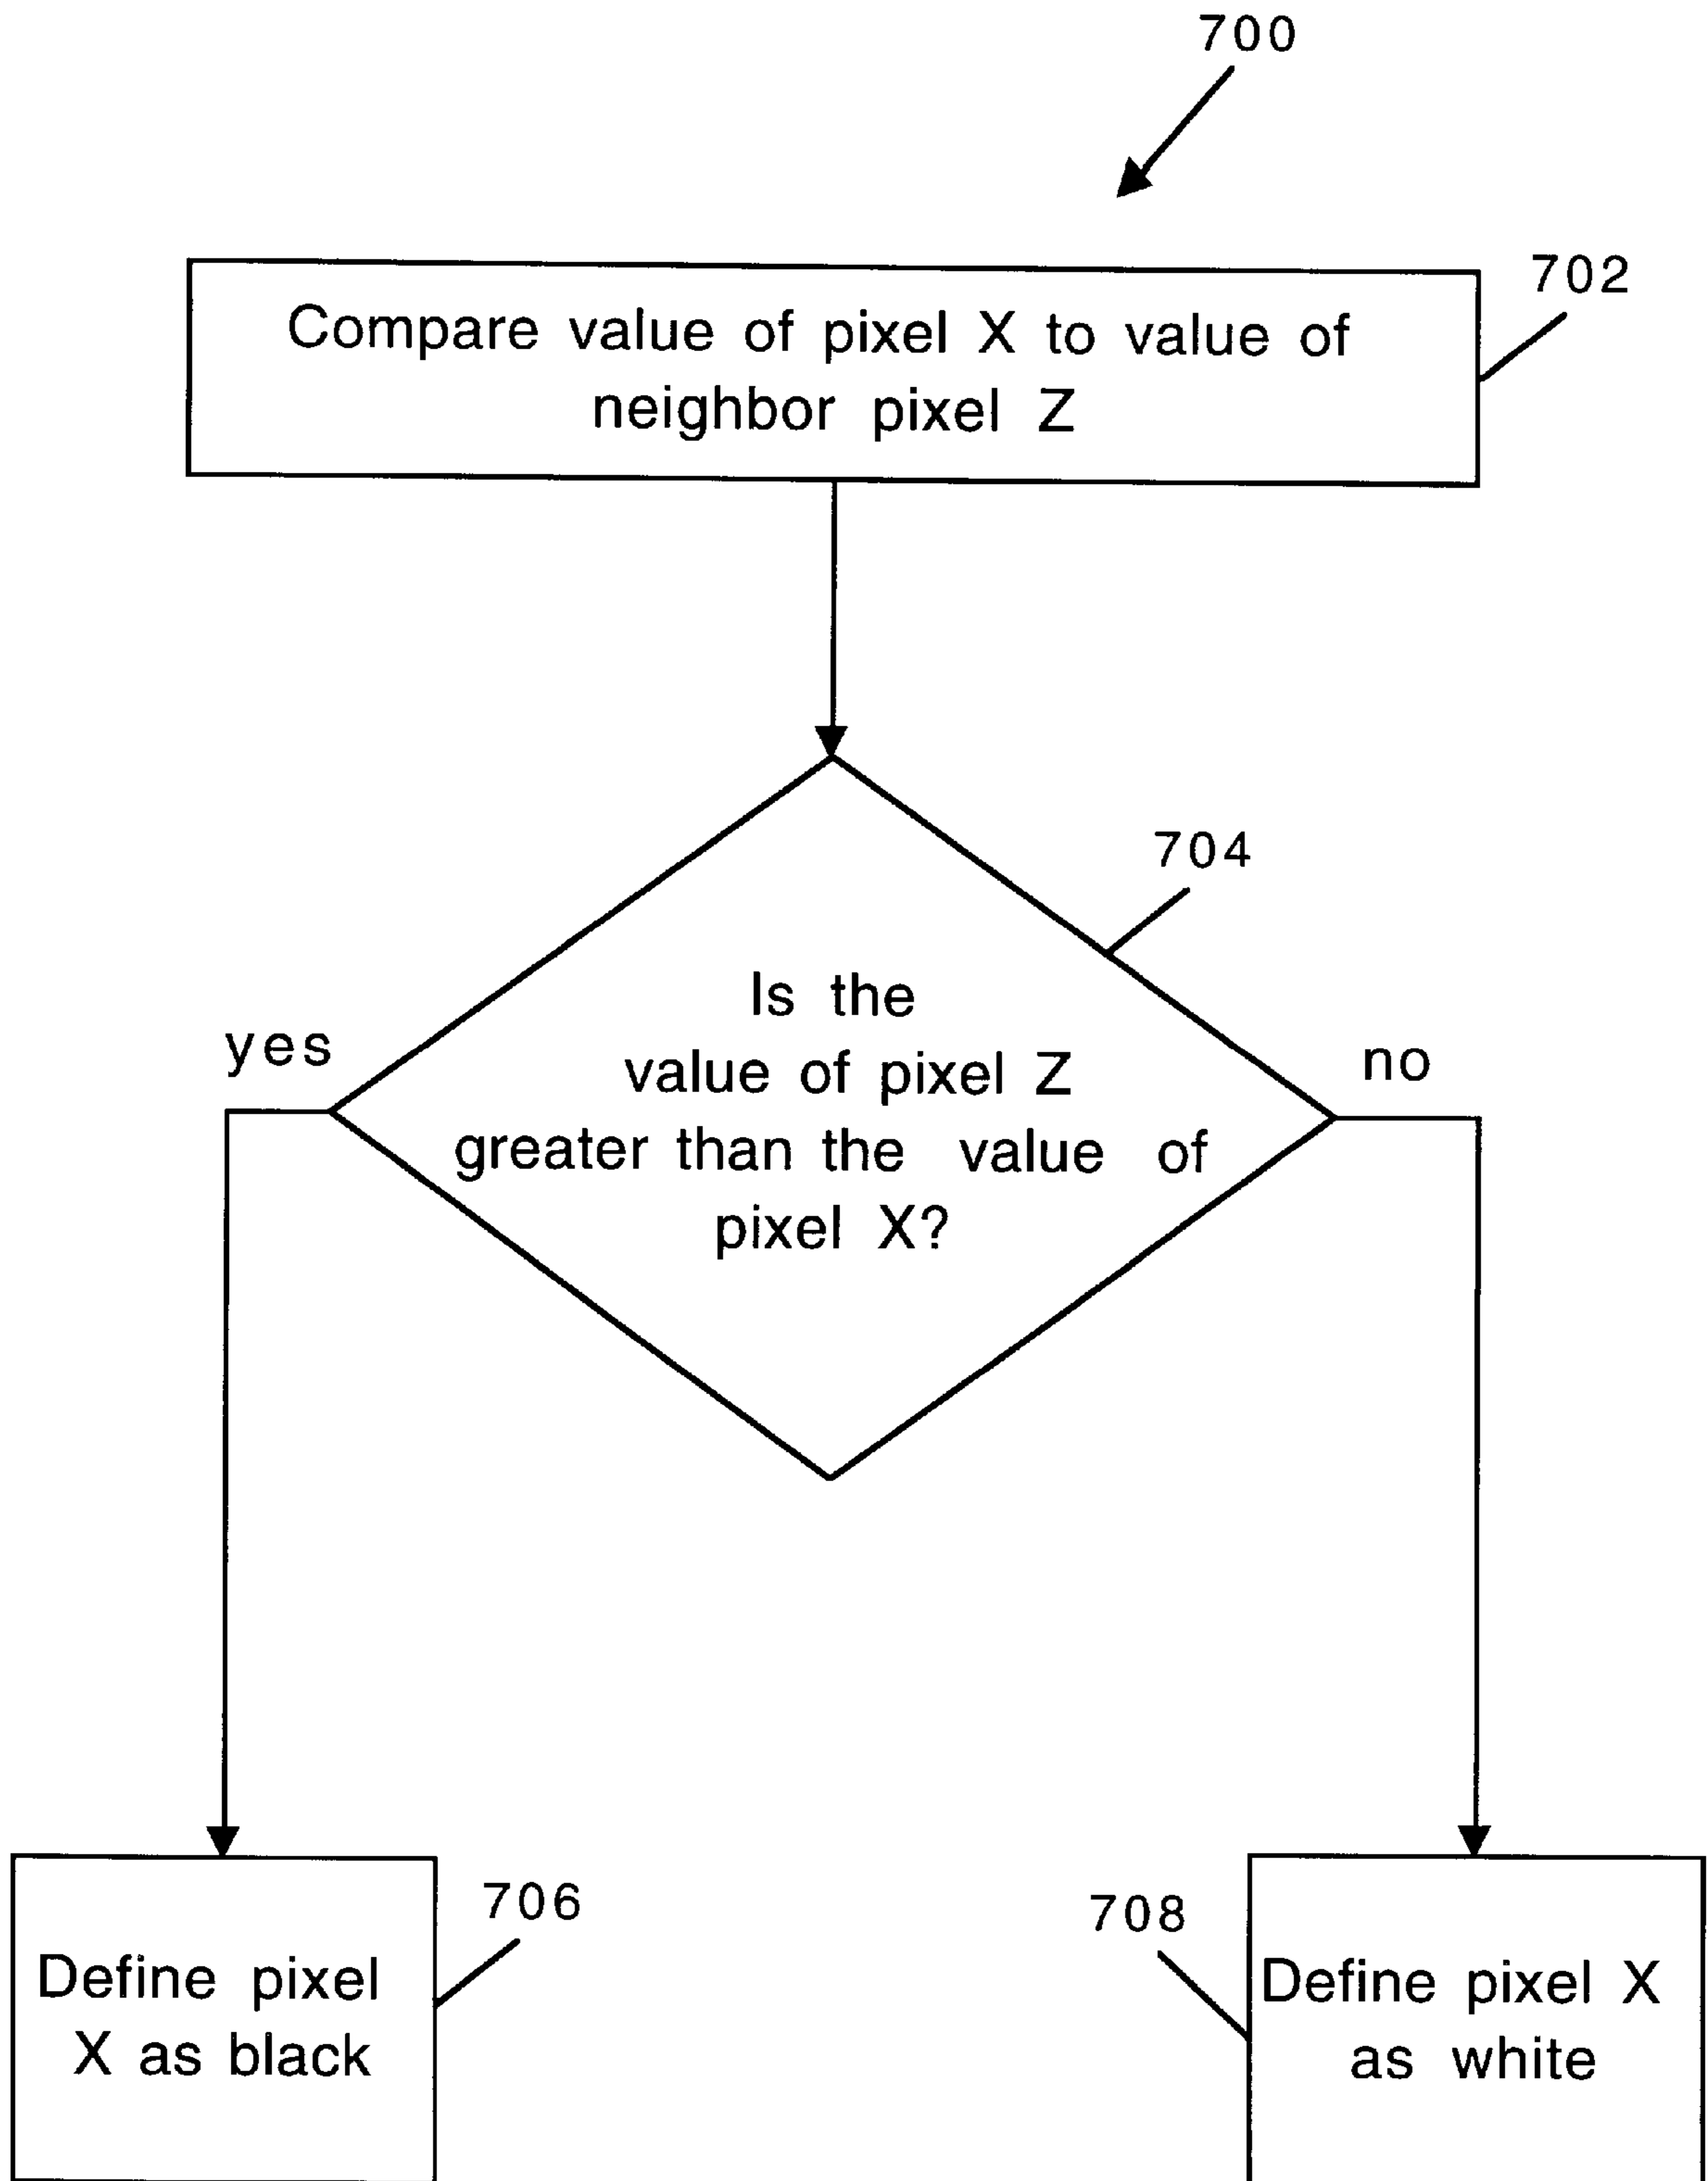 700
702
Compare value of pixel X to value of
neighbor pixel Z
704
Is the
value of pixel Z
greater than the value of
pixel X?
yes
no
706
Define pixel
X as black
708
Define pixel X
as white